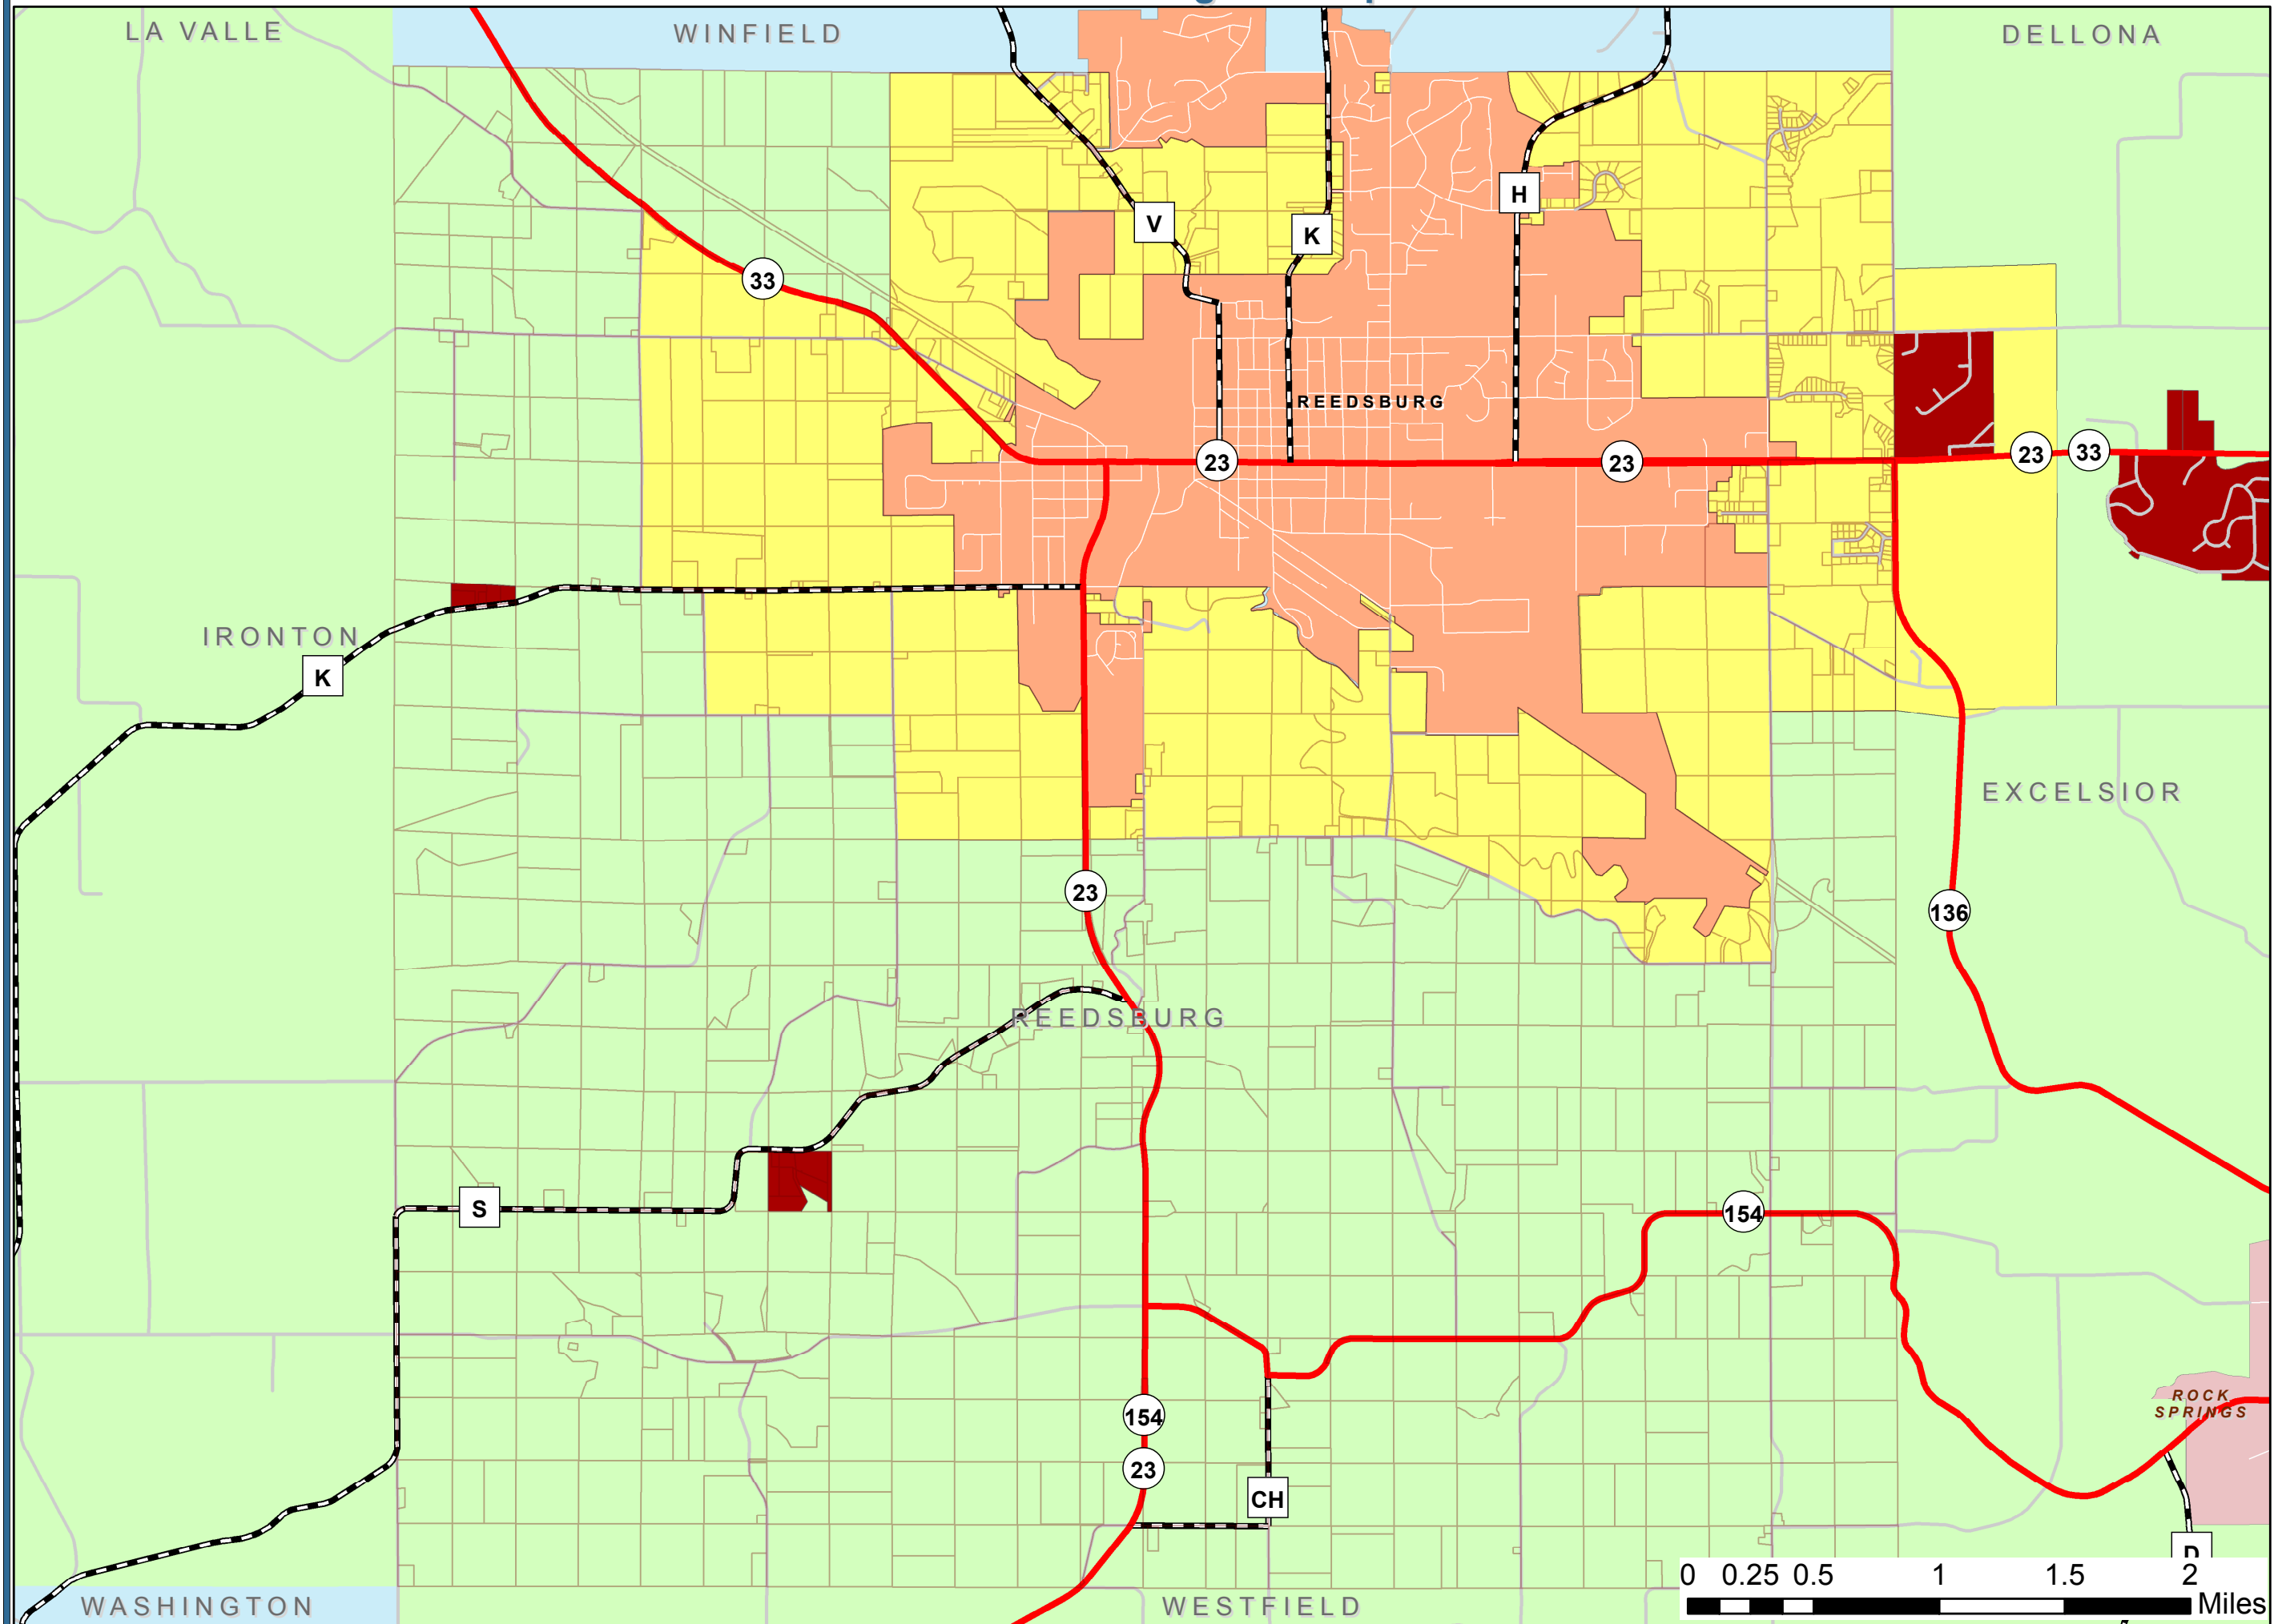 LA VALLE
WINFIELD
DELLONA
H
V
K
33
REEDSBURG
23
23
23
33
IRONTON
K
EXCELSIOR
23
136
REEDSBURG
S
154
ROCK
SPRINGS
154
23
CH
D
0 0.25 0.5 1 1.5 2
Miles
WASHINGTON
WESTFIELD